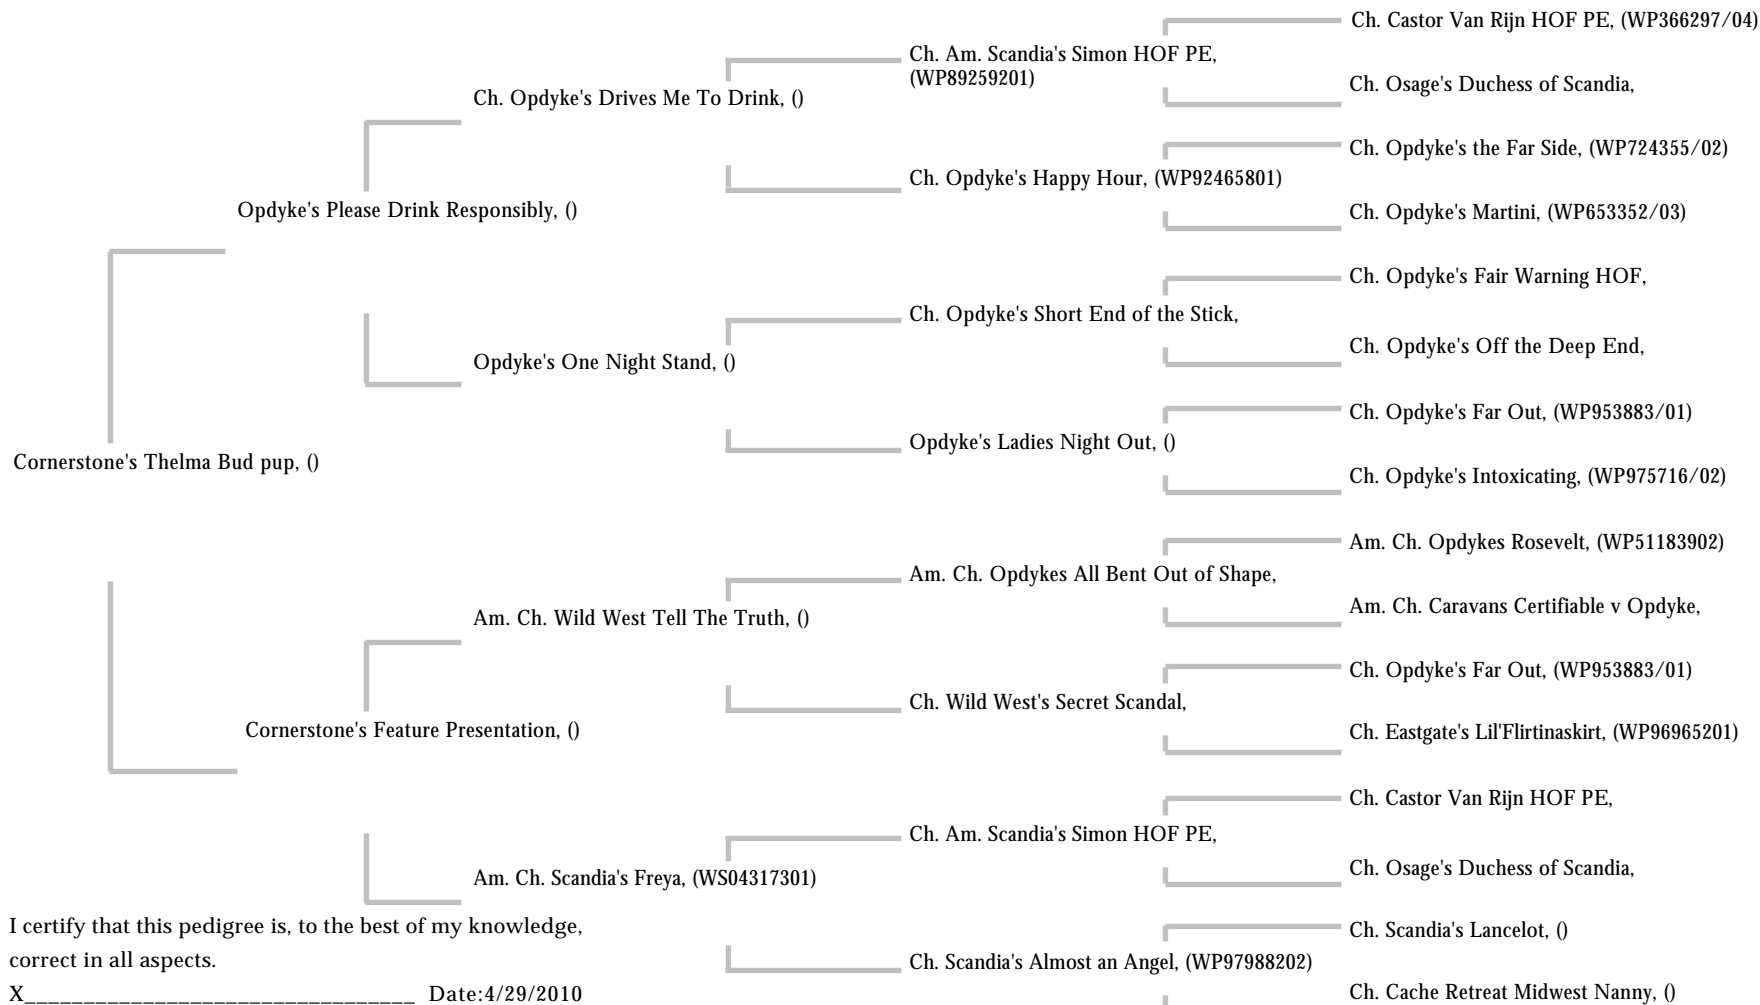 Ch. Castor Van Rijn HOF PE, (WP366297/04)
Ch. Am. Scandia's Simon HOF PE,
(WP89259201)
Ch. Osage's Duchess of Scandia,
Ch. Opdyke's Drives Me To Drink, ()
Ch. Opdyke's the Far Side, (WP724355/02)
Ch. Opdyke's Happy Hour, (WP92465801)
Ch. Opdyke's Martini, (WP653352/03)
Opdyke's Please Drink Responsibly, ()
Ch. Opdyke's Fair Warning HOF,
Ch. Opdyke's Short End of the Stick,
Ch. Opdyke's Off the Deep End,
Opdyke's One Night Stand, ()
Ch. Opdyke's Far Out, (WP953883/01)
Opdyke's Ladies Night Out, ()
Ch. Opdyke's Intoxicating, (WP975716/02)
Cornerstone's Thelma Bud pup, ()
Am. Ch. Opdykes Rosevelt, (WP51183902)
Am. Ch. Opdykes All Bent Out of Shape,
Am. Ch. Caravans Certifiable v Opdyke,
Am. Ch. Wild West Tell The Truth, ()
Ch. Opdyke's Far Out, (WP953883/01)
Ch. Wild West's Secret Scandal,
Ch. Eastgate's Lil'Flirtinaskirt, (WP96965201)
Cornerstone's Feature Presentation, ()
Ch. Castor Van Rijn HOF PE,
Ch. Am. Scandia's Simon HOF PE,
Ch. Osage's Duchess of Scandia,
Am. Ch. Scandia's Freya, (WS04317301)
Ch. Scandia's Lancelot, ()
Ch. Scandia's Almost an Angel, (WP97988202)
Ch. Cache Retreat Midwest Nanny, ()
I certify that this pedigree is, to the best of my knowledge,
correct in all aspects.
X_________________________________ Date:4/29/2010